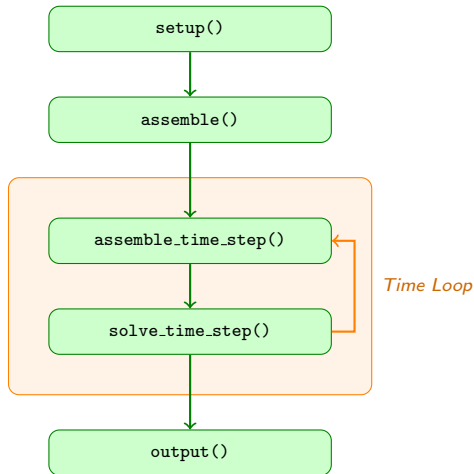 setup()
assemble()
assemble_time_step()
Time Loop
solve_time_step()
output()